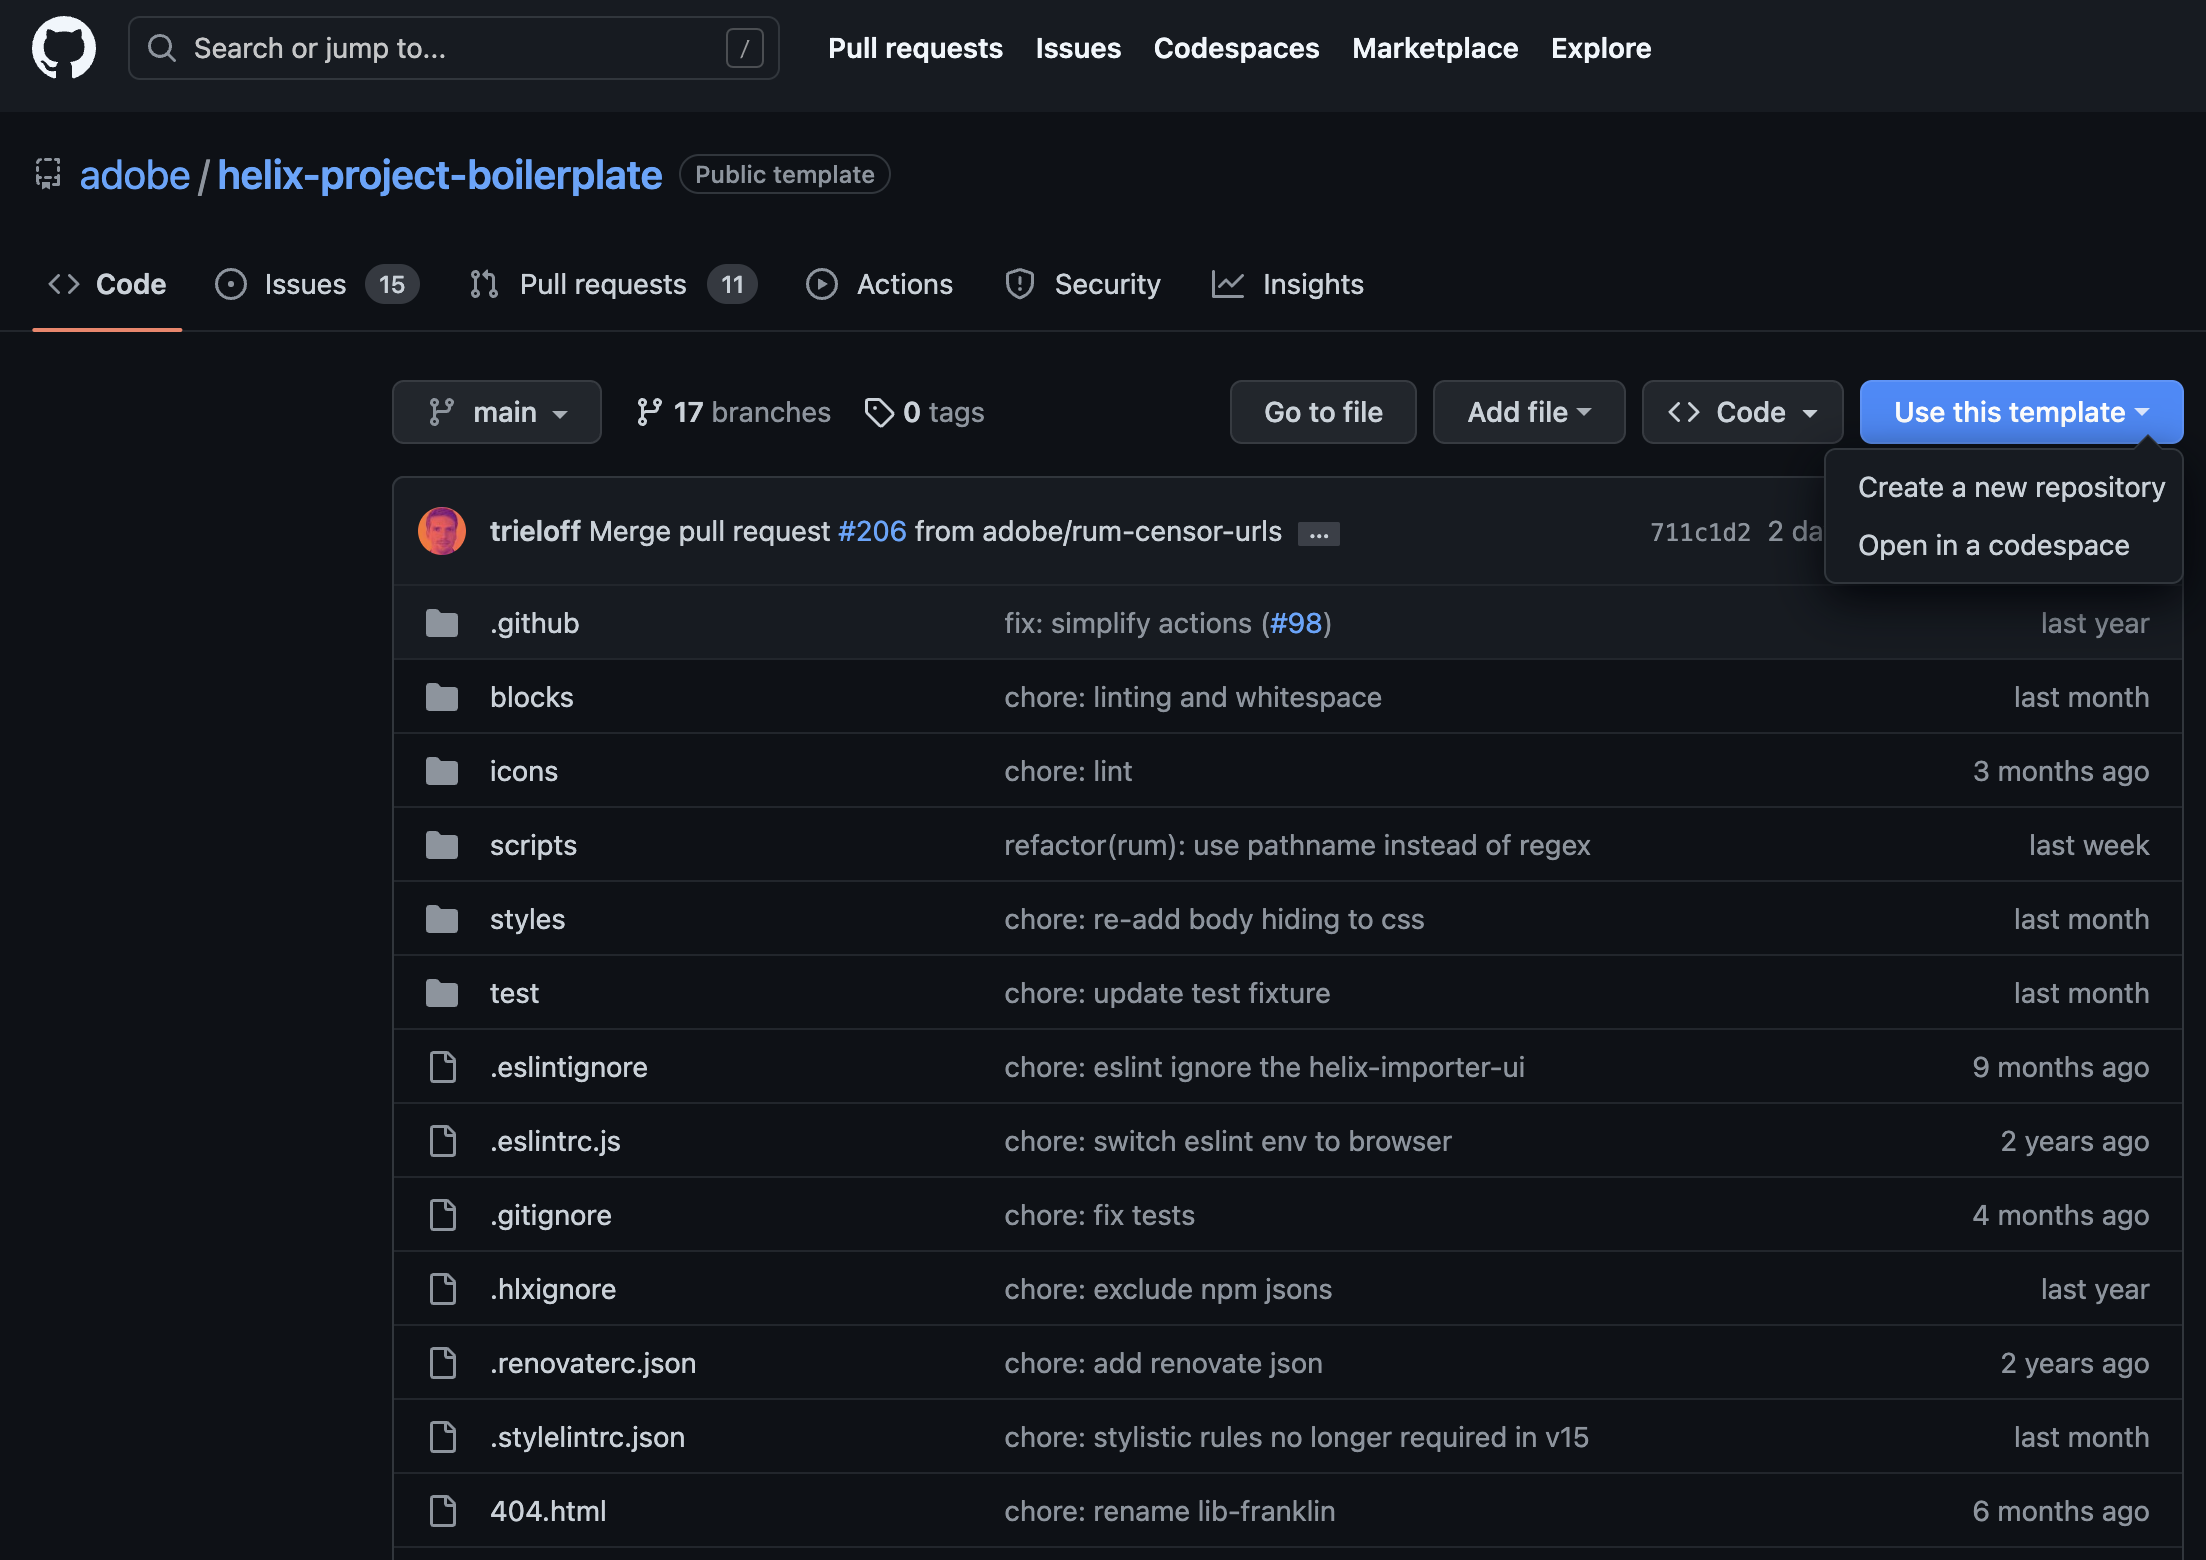 Search or jump to... / Pull requests Issues Codespaces Marketplace Explore
adobe / helix-project-boilerplate Public template
Code Issues 15 Pull requests 11 Actions Security Insights
main 17 branches 0 tags Go to file Add file Code Use this template
Create a new repository
Open in a codespace
trieloff Merge pull request #206 from adobe/rum-censor-urls ... 711c1d2 2 da
.github fix: simplify actions (#98) last year
blocks chore: linting and whitespace last month
icons chore: lint 3 months ago
scripts refactor(rum): use pathname instead of regex last week
styles chore: re-add body hiding to css last month
test chore: update test fixture last month
.eslintignore chore: eslint ignore the helix-importer-ui 9 months ago
.eslintrc.js chore: switch eslint env to browser 2 years ago
.gitignore chore: fix tests 4 months ago
.hlxignore chore: exclude npm jsons last year
.renovaterc.json chore: add renovate json 2 years ago
.stylelintrc.json chore: stylistic rules no longer required in v15 last month
404.html chore: rename lib-franklin 6 months ago